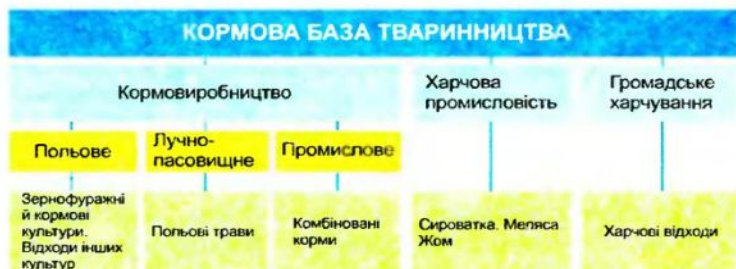 КОРМОВА БАЗА ТВАРИННИЦТВА
Кормовиробництво
Харчова
промисловість
Громадське
харчування
Польове
Лучно-
пасовищне
Промислове
Зернофуражні
й кормові
культури.
Відходи інших
культур
Польові трави
Комбіновані
корми
Сироватка. Меляса
Жом
Харчові відходи